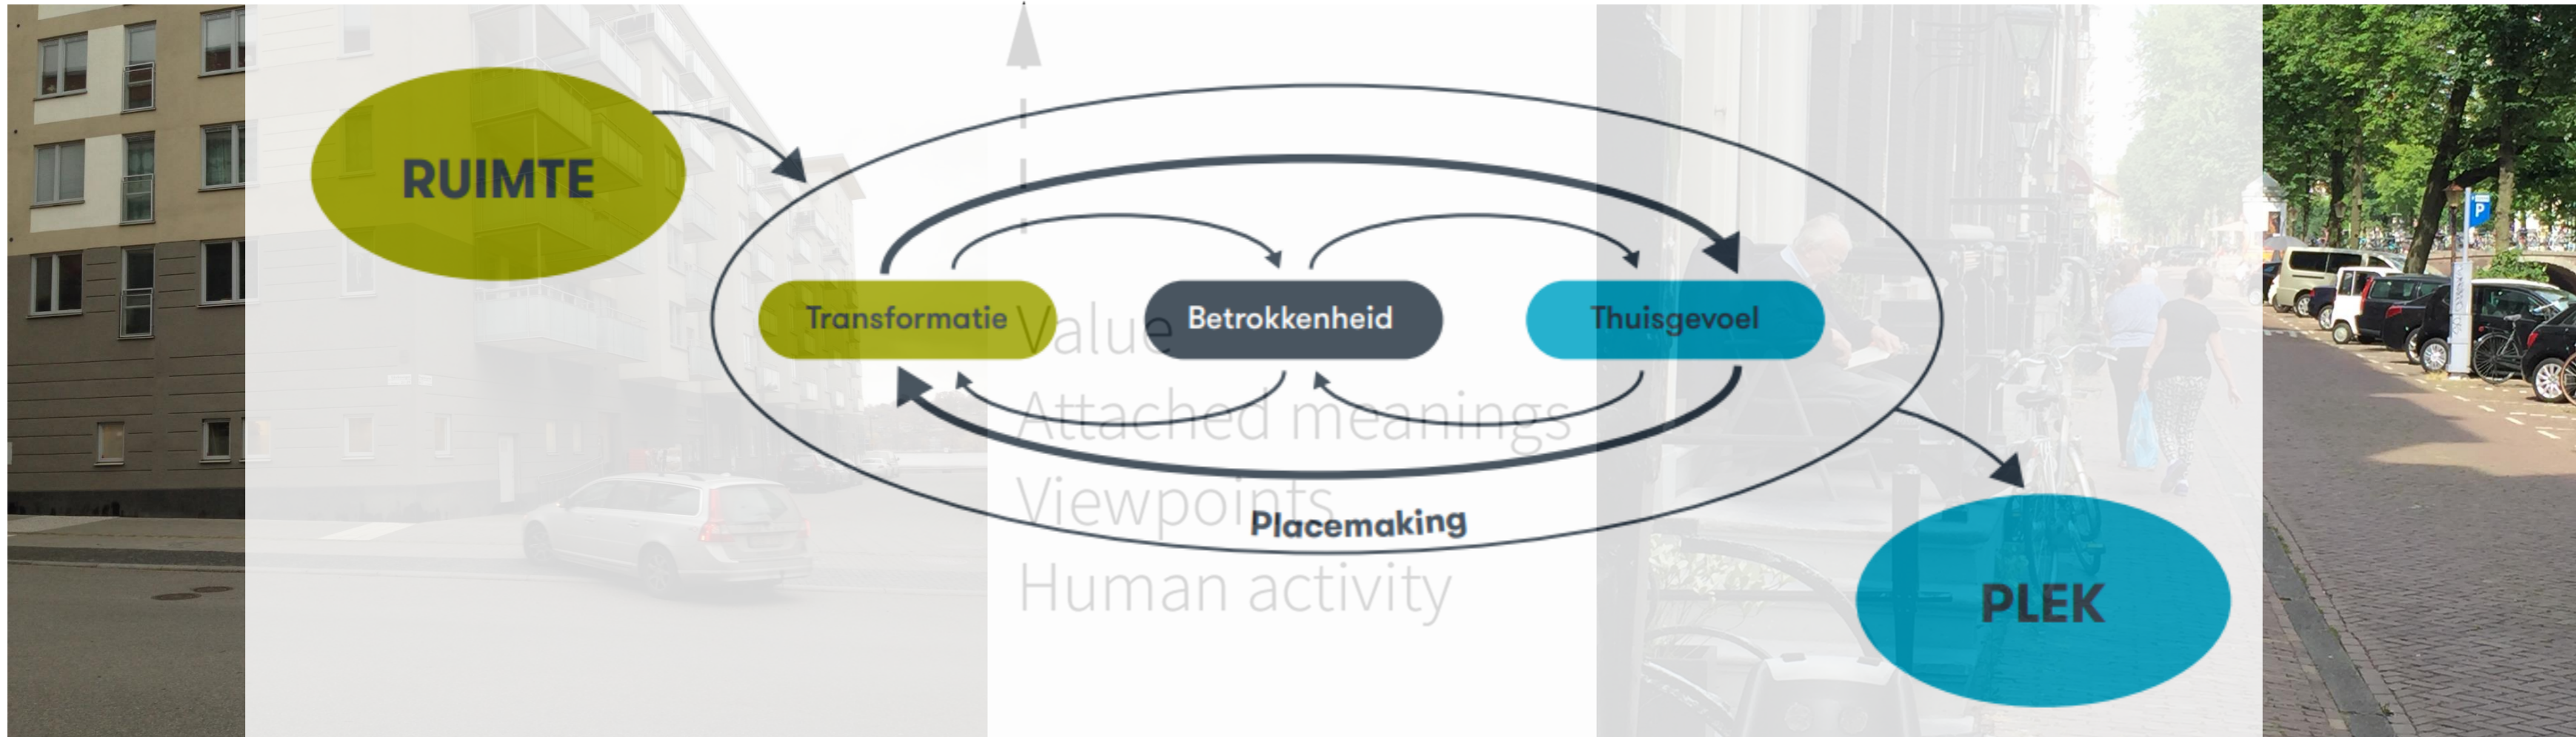 RUIMTE
Transformatie
Betrokkenheid
Thuisgevoel
Value
Attached meanings
Viewpoints
Placemaking
Human activity
PLEK
P